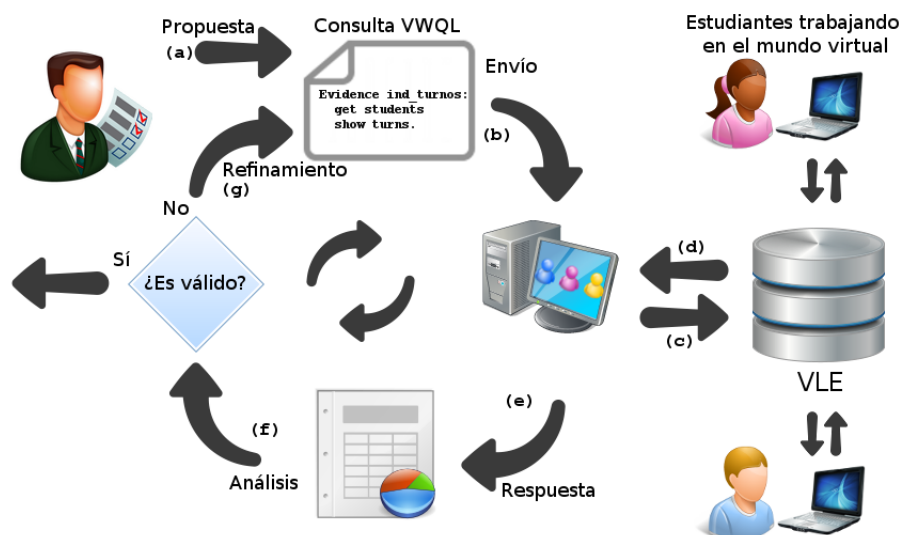 Propuesta
(a)
Consulta VWQL
Evidence ind_turnos:
get students
show turns.
Envío
(b)
Estudiantes trabajando
en el mundo virtual
Refinamiento
(g)
No
Sí
¿Es válido?
(d)
(c)
VLE
(e)
Respuesta
(f)
Análisis